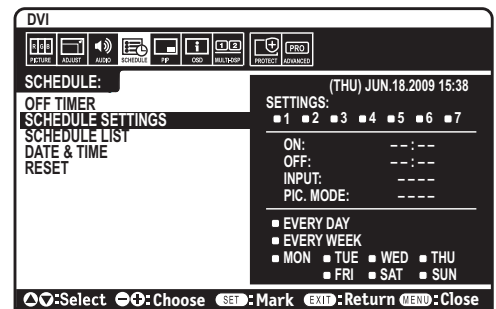 DVI
RGB 12 PRO
PICTURE ADJUST AUDIO SCHEDULE PIP OSD MULTI-DSP PROTECT ADVANCED
SCHEDULE:
OFF TIMER
SCHEDULE SETTINGS
SCHEDULE LIST
DATE & TIME
RESET
(THU) JUN.18.2009 15:38
SETTINGS:
1 2 3 4 5 6 7
ON: --:--
OFF: --:--
INPUT: ----
PIC. MODE: ----
EVERY DAY
EVERY WEEK
MON TUE WED THU
FRI SAT SUN
:Select :Choose SET:Mark EXIT:Return MENU:Close